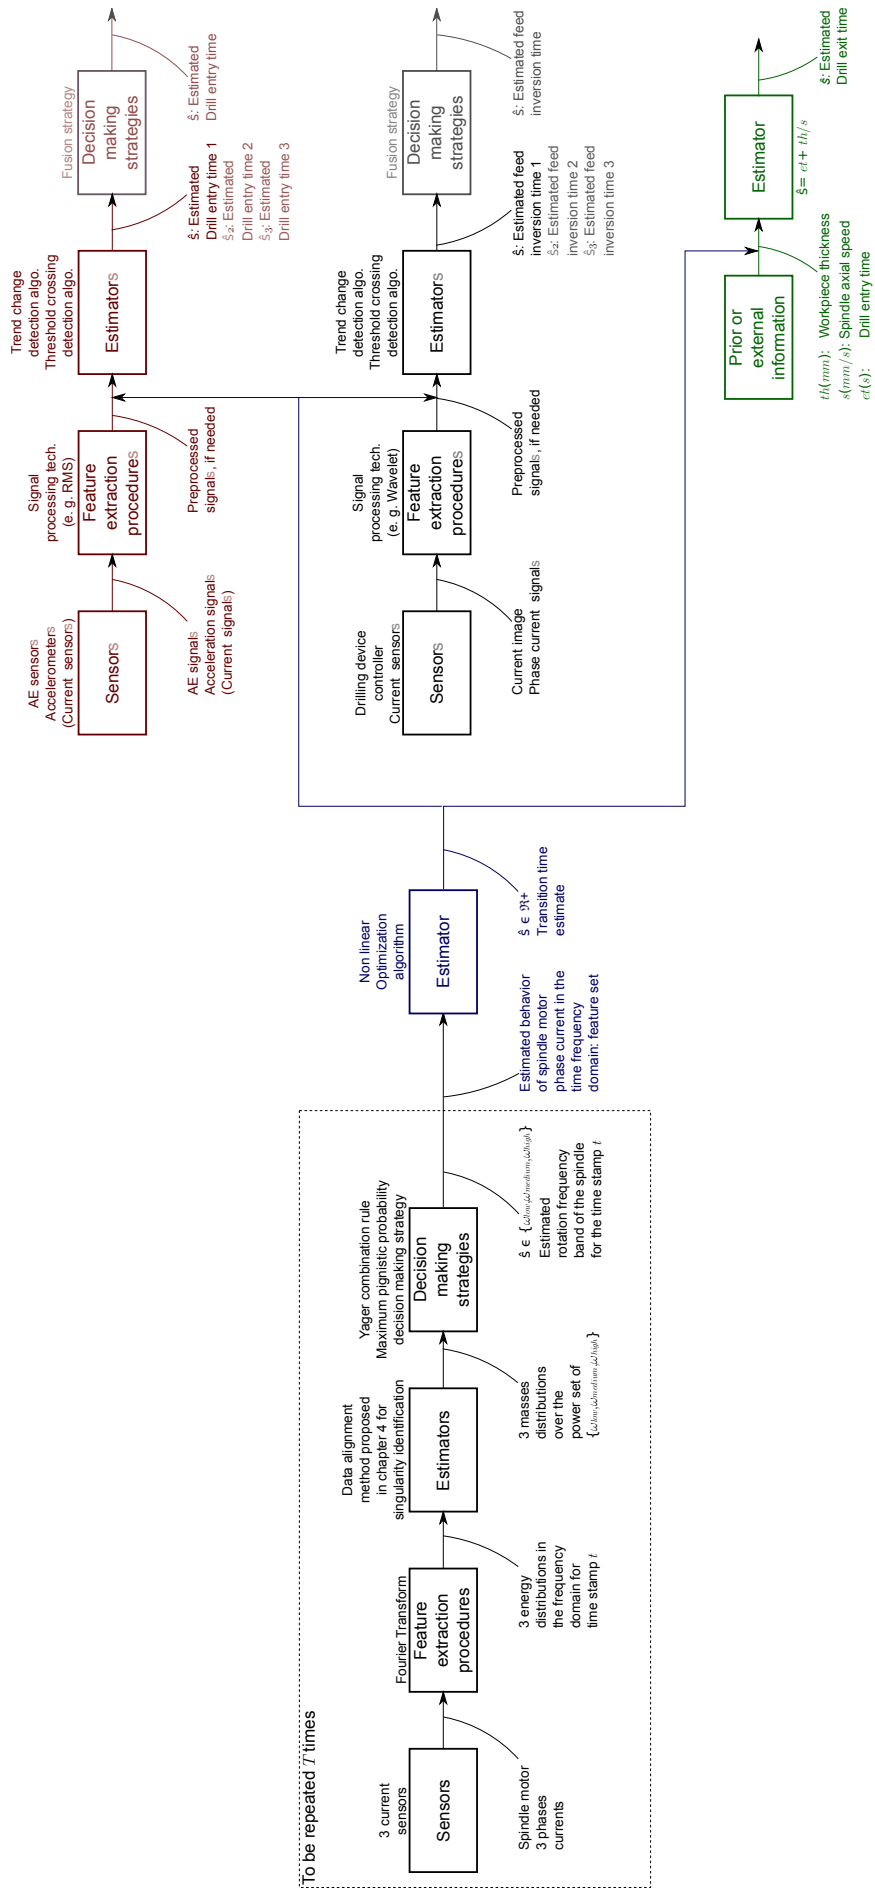 To be repeated T times
3 current
sensors
Sensors
Spindle motor
3 phases
currents
Fourier Transform
Feature
extraction
procedures
3 energy
distributions in
the frequency
domain for
time stamp t
Data alignment
method proposed
in chapter 4 for
singularity identification
Estimators
3 masses
distributions
over the
power set of
{ωlow,ωmedium,ωhigh}
Yager combination rule
Maximum pignistic probability
decision making strategy
Decision
making
strategies
ŝ ∈ {ωlow,ωmedium,ωhigh}
Estimated
rotation frequency
band of the spindle
for the time stamp t
Estimated behavior
of spindle motor
phase current in the
time frequency
domain: feature set
Non linear
Optimization
algorithm
Estimator
ŝ ∈ ℜ+
Transition time
estimate
AE sensors
Accelerometers
(Current sensors)
Sensors
AE signals
Acceleration signals
(Current signals)
Signal
processing tech.
(e. g. RMS)
Feature
extraction
procedures
Preprocessed
signals, if needed
Trend change
detection algo.
Threshold crossing
detection algo.
Estimators
ŝ: Estimated
Drill entry time 1
ŝ₂: Estimated
Drill entry time 2
ŝ₃: Estimated
Drill entry time 3
Fusion strategy
Decision
making
strategies
ŝ: Estimated
Drill entry time
Drilling device
controller
Current sensors
Sensors
Current image
Phase current signals
Signal
processing tech.
(e. g. Wavelet)
Feature
extraction
procedures
Preprocessed
signals, if needed
Trend change
detection algo.
Threshold crossing
detection algo.
Estimators
ŝ: Estimated feed
inversion time 1
ŝ₂: Estimated feed
inversion time 2
ŝ₃: Estimated feed
inversion time 3
Fusion strategy
Decision
making
strategies
ŝ: Estimated feed
inversion time
Prior or
external
information
th(mm): Workpiece thickness
s(mm/s): Spindle axial speed
et(s): Drill entry time
Estimator
ŝ= et+ th/s
ŝ: Estimated
Drill exit time